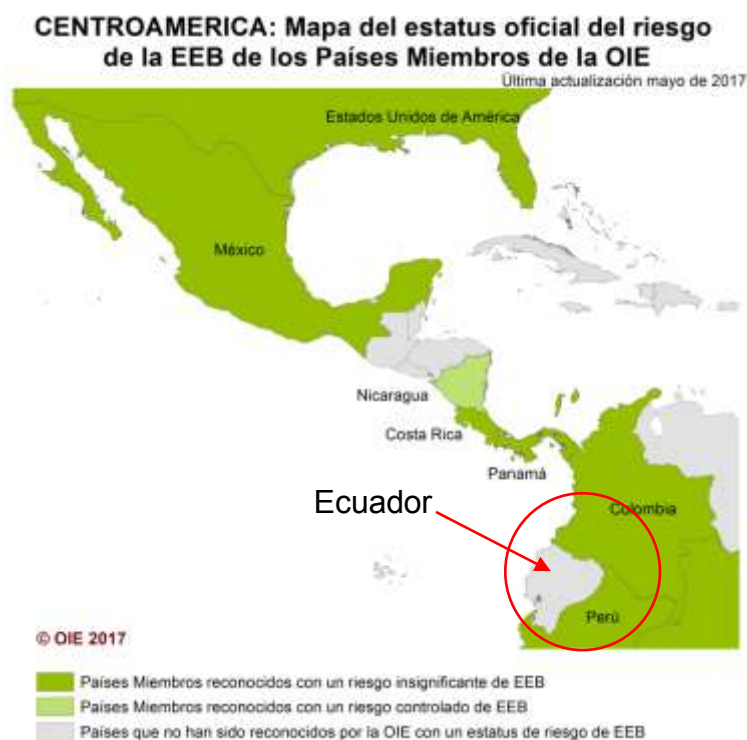 CENTROAMERICA: Mapa del estatus oficial del riesgo
de la EEB de los Países Miembros de la OIE
Última actualización mayo de 2017
Estados Unidos de América
México
Nicaragua
Costa Rica
Panamá
Ecuador
Colombia
Perú
© OIE 2017
Países Miembros reconocidos con un riesgo insignificante de EEB
Países Miembros reconocidos con un riesgo controlado de EEB
Países que no han sido reconocidos por la OIE con un estatus de riesgo de EEB